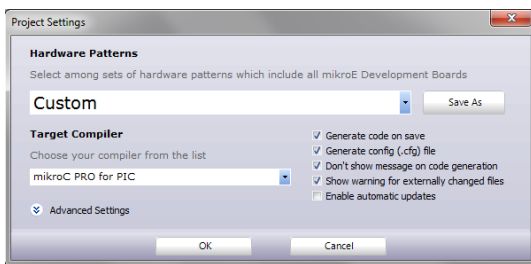 Project Settings
Hardware Patterns
Select among sets of hardware patterns which include all mikroE Development Boards
Custom
Save As
Target Compiler
Choose your compiler from the list
mikroC PRO for PIC
Advanced Settings
Generate code on save
Generate config (.cfg) file
Don't show message on code generation
Show warning for externally changed files
Enable automatic updates
OK
Cancel